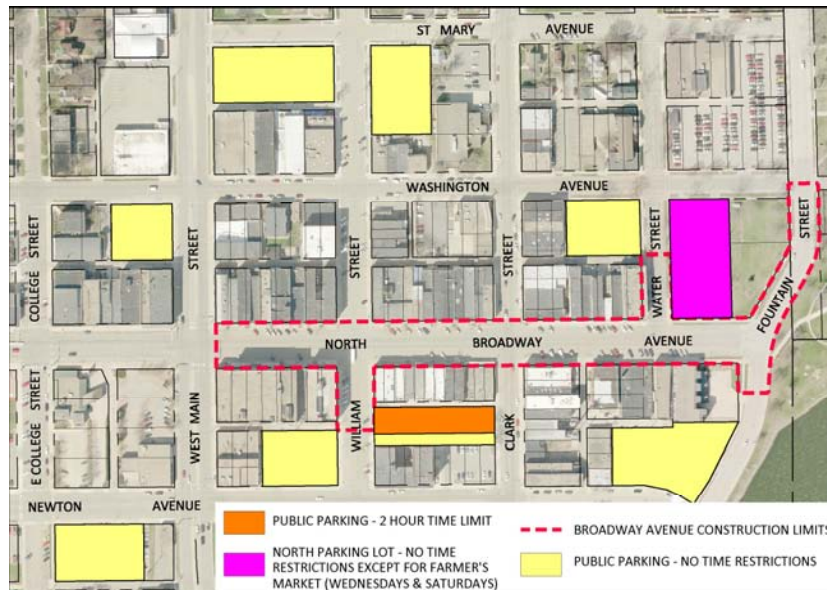 ST MARY AVENUE
WASHINGTON AVENUE
COLLEGE STREET
STREET
STREET
STREET
WATER STREET
FOUNTAIN STREET
NORTH BROADWAY AVENUE
E COLLEGE STREET
WEST MAIN
WILLIAM
CLARK
NEWTON AVENUE
PUBLIC PARKING - 2 HOUR TIME LIMIT
NORTH PARKING LOT - NO TIME
RESTRICTIONS EXCEPT FOR FARMER'S
MARKET (WEDNESDAYS & SATURDAYS)
BROADWAY AVENUE CONSTRUCTION LIMITS
PUBLIC PARKING - NO TIME RESTRICTIONS